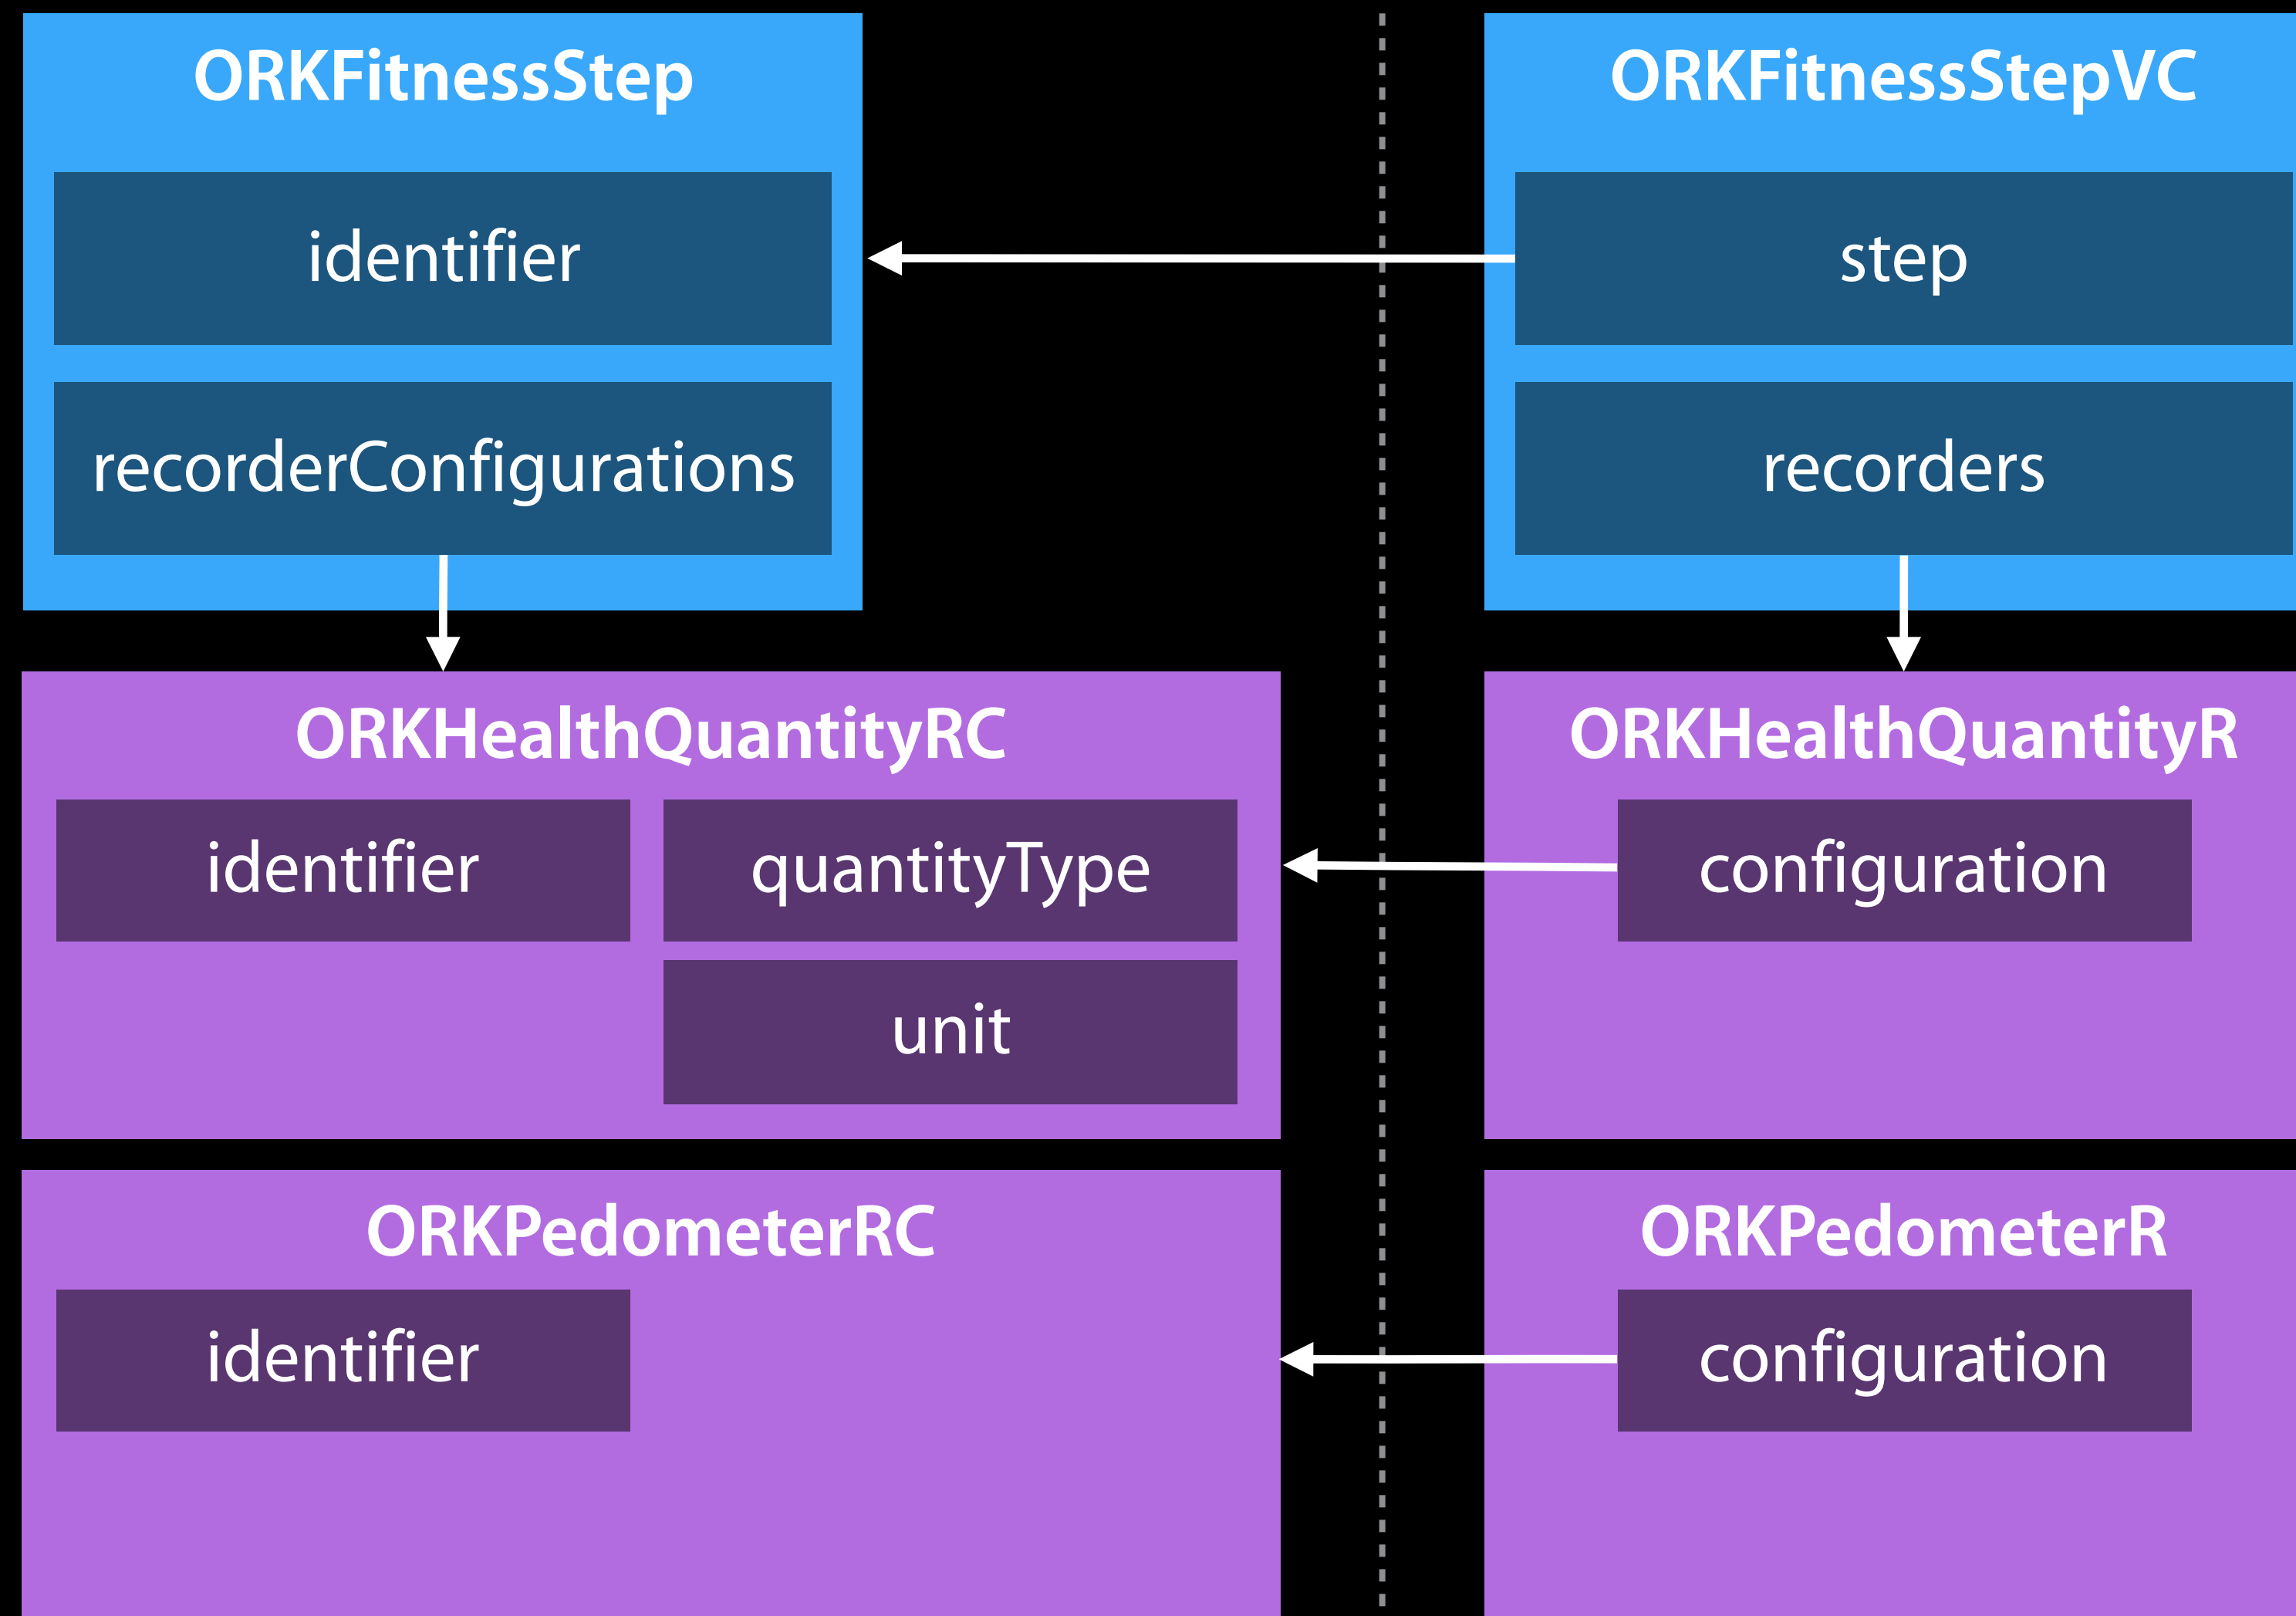 ORKFitnessStep
identifier
recorderConfigurations
ORKFitnessStepVC
step
recorders
ORKHealthQuantityRC
identifier
quantityType
unit
ORKHealthQuantityR
configuration
ORKPedometerRC
identifier
ORKPedometerR
configuration